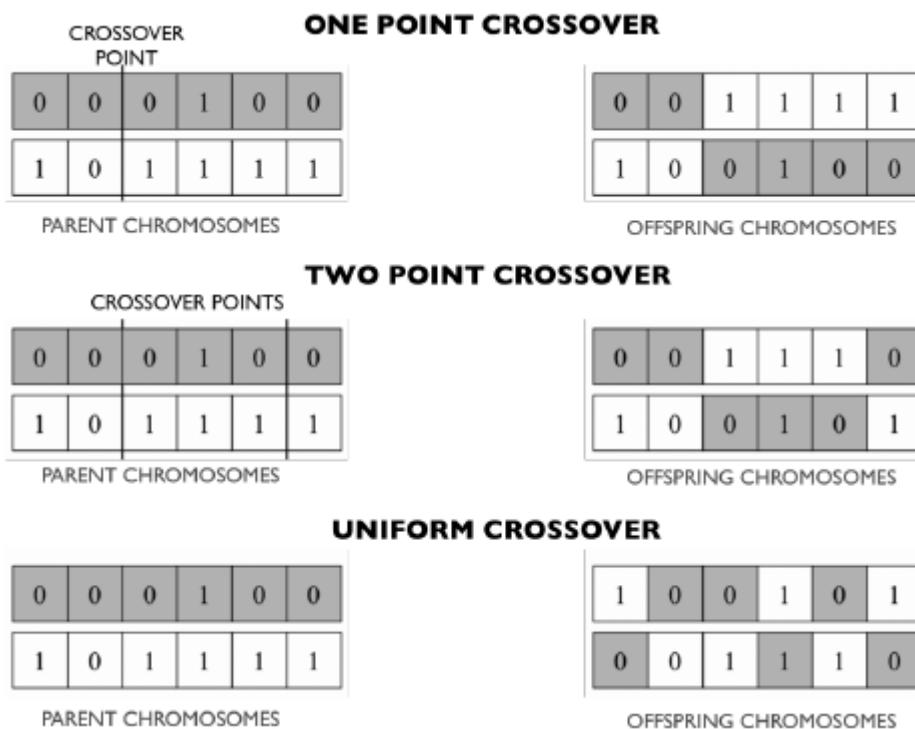 ONE POINT CROSSOVER
CROSSOVER
POINT
0 0 0 1 0 0
1 0 1 1 1 1
PARENT CHROMOSOMES
0 0 1 1 1 1
1 0 0 1 0 0
OFFSPRING CHROMOSOMES
TWO POINT CROSSOVER
CROSSOVER POINTS
0 0 0 1 0 0
1 0 1 1 1 1
PARENT CHROMOSOMES
0 0 1 1 1 0
1 0 0 1 0 1
OFFSPRING CHROMOSOMES
UNIFORM CROSSOVER
0 0 0 1 0 0
1 0 1 1 1 1
PARENT CHROMOSOMES
1 0 0 1 0 1
0 0 1 1 1 0
OFFSPRING CHROMOSOMES